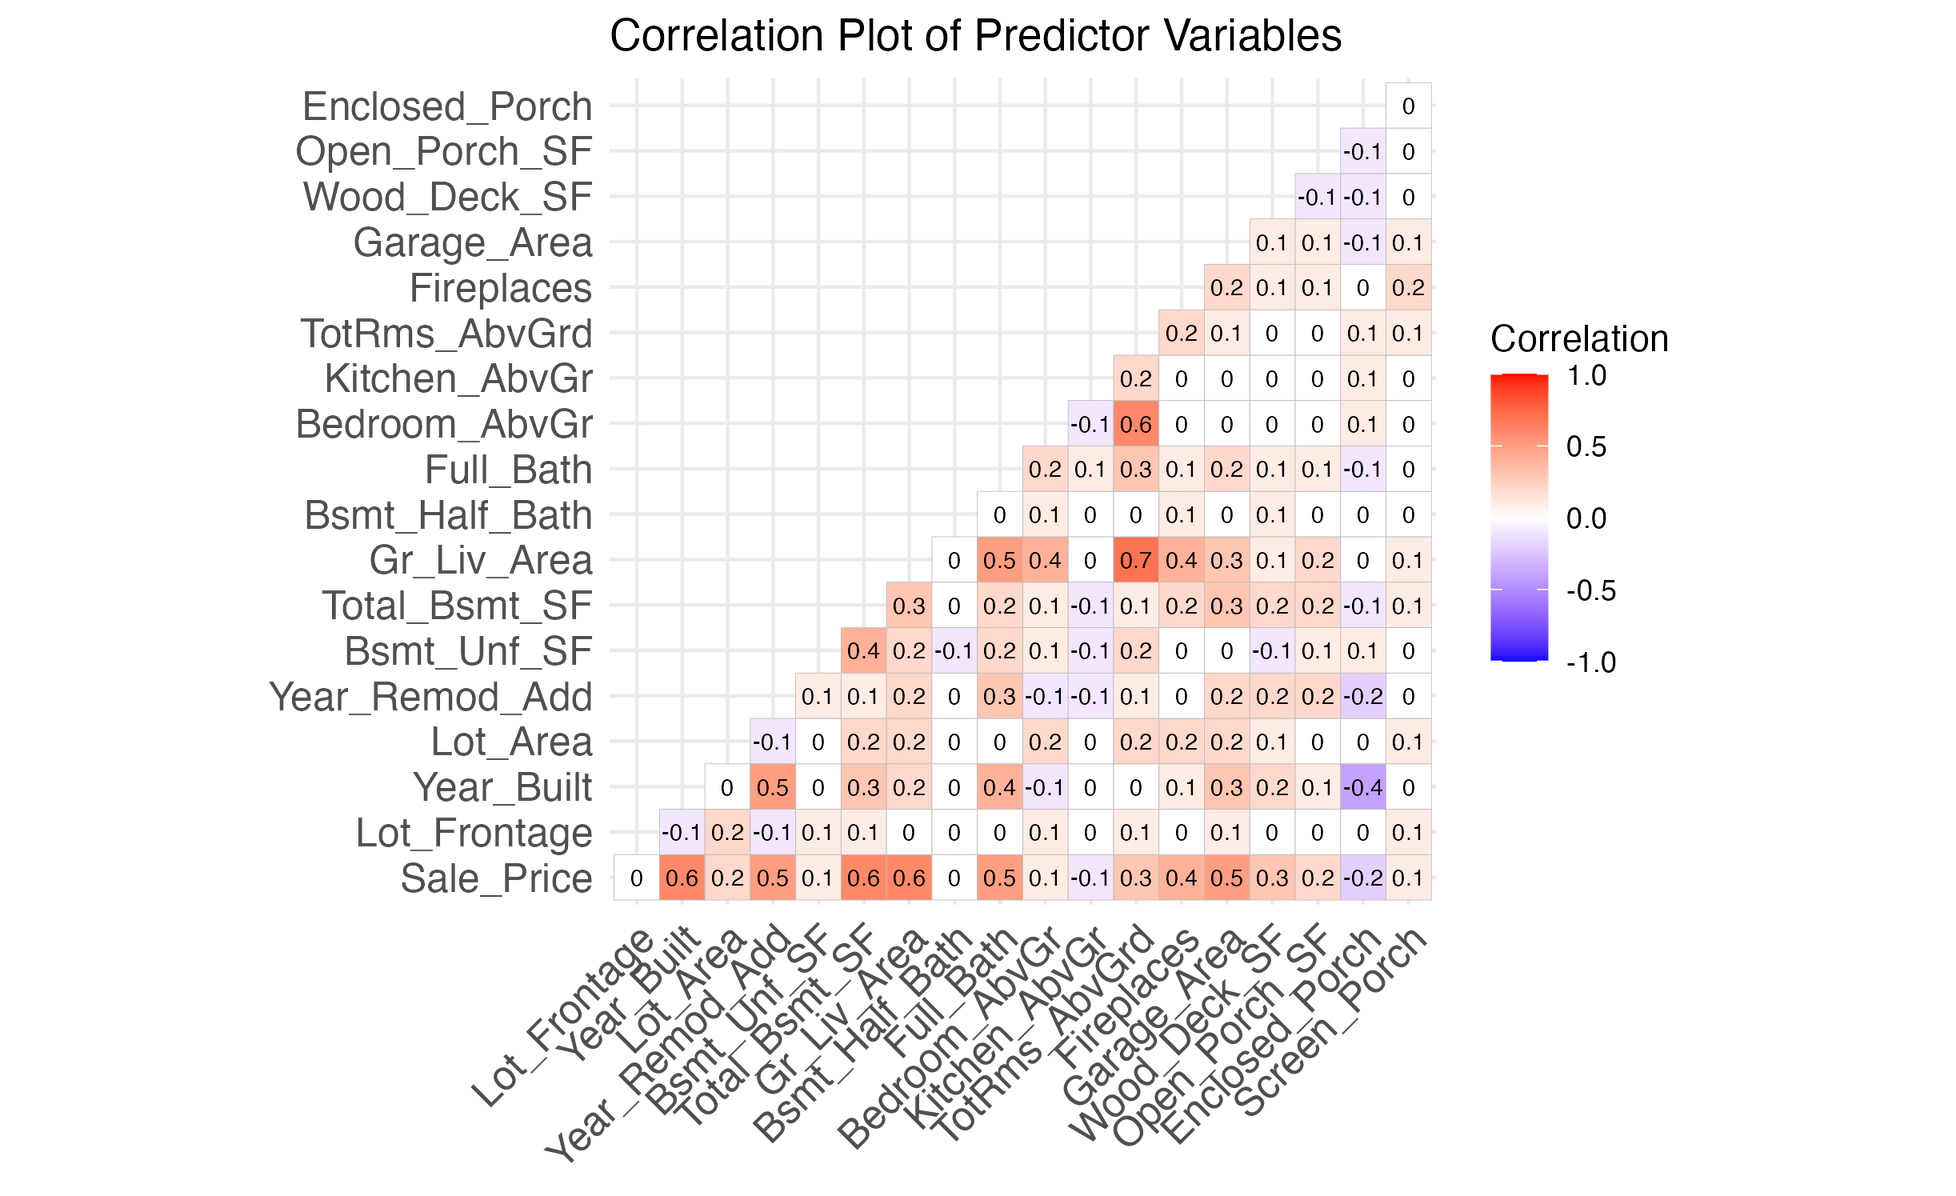 Correlation Plot of Predictor Variables
Enclosed_Porch 0
Open_Porch_SF -0.1 0
Wood_Deck_SF -0.1 -0.1 0
Garage_Area 0.1 0.1 -0.1 0.1
Fireplaces 0.2 0.1 0.1 0 0.2
TotRms_AbvGrd 0.2 0.1 0 0 0.1 0.1
Kitchen_AbvGr 0.2 0 0 0 0 0.1 0
Bedroom_AbvGr -0.1 0.6 0 0 0 0 0.1 0
Full_Bath 0.2 0.1 0.3 0.1 0.2 0.1 0.1 -0.1 0
Bsmt_Half_Bath 0 0.1 0 0 0.1 0 0.1 0 0 0
Gr_Liv_Area 0 0.5 0.4 0 0.7 0.4 0.3 0.1 0.2 0 0.1
Total_Bsmt_SF 0.3 0 0.2 0.1 -0.1 0.1 0.2 0.3 0.2 0.2 -0.1 0.1
Bsmt_Unf_SF 0.4 0.2 -0.1 0.2 0.1 -0.1 0.2 0 0 -0.1 0.1 0.1 0
Year_Remod_Add 0.1 0.1 0.2 0 0.3 -0.1 -0.1 0.1 0 0.2 0.2 0.2 -0.2 0
Lot_Area -0.1 0 0.2 0.2 0 0 0.2 0 0.2 0.2 0.2 0.1 0 0 0.1
Year_Built 0 0.5 0 0.3 0.2 0 0.4 -0.1 0 0 0.1 0.3 0.2 0.1 -0.4 0
Lot_Frontage -0.1 0.2 -0.1 0.1 0.1 0 0 0 0.1 0 0.1 0 0.1 0 0 0 0.1
Sale_Price 0 0.6 0.2 0.5 0.1 0.6 0.6 0 0.5 0.1 -0.1 0.3 0.4 0.5 0.3 0.2 -0.2 0.1
Lot_Frontage
Year_Built
Lot_Area
Year_Remod_Add
Bsmt_Unf_SF
Total_Bsmt_SF
Gr_Liv_Area
Bsmt_Half_Bath
Full_Bath
Bedroom_AbvGr
Kitchen_AbvGr
TotRms_AbvGrd
Fireplaces
Garage_Area
Wood_Deck_SF
Open_Porch_SF
Enclosed_Porch
Screen_Porch
Correlation
1.0
0.5
0.0
-0.5
-1.0